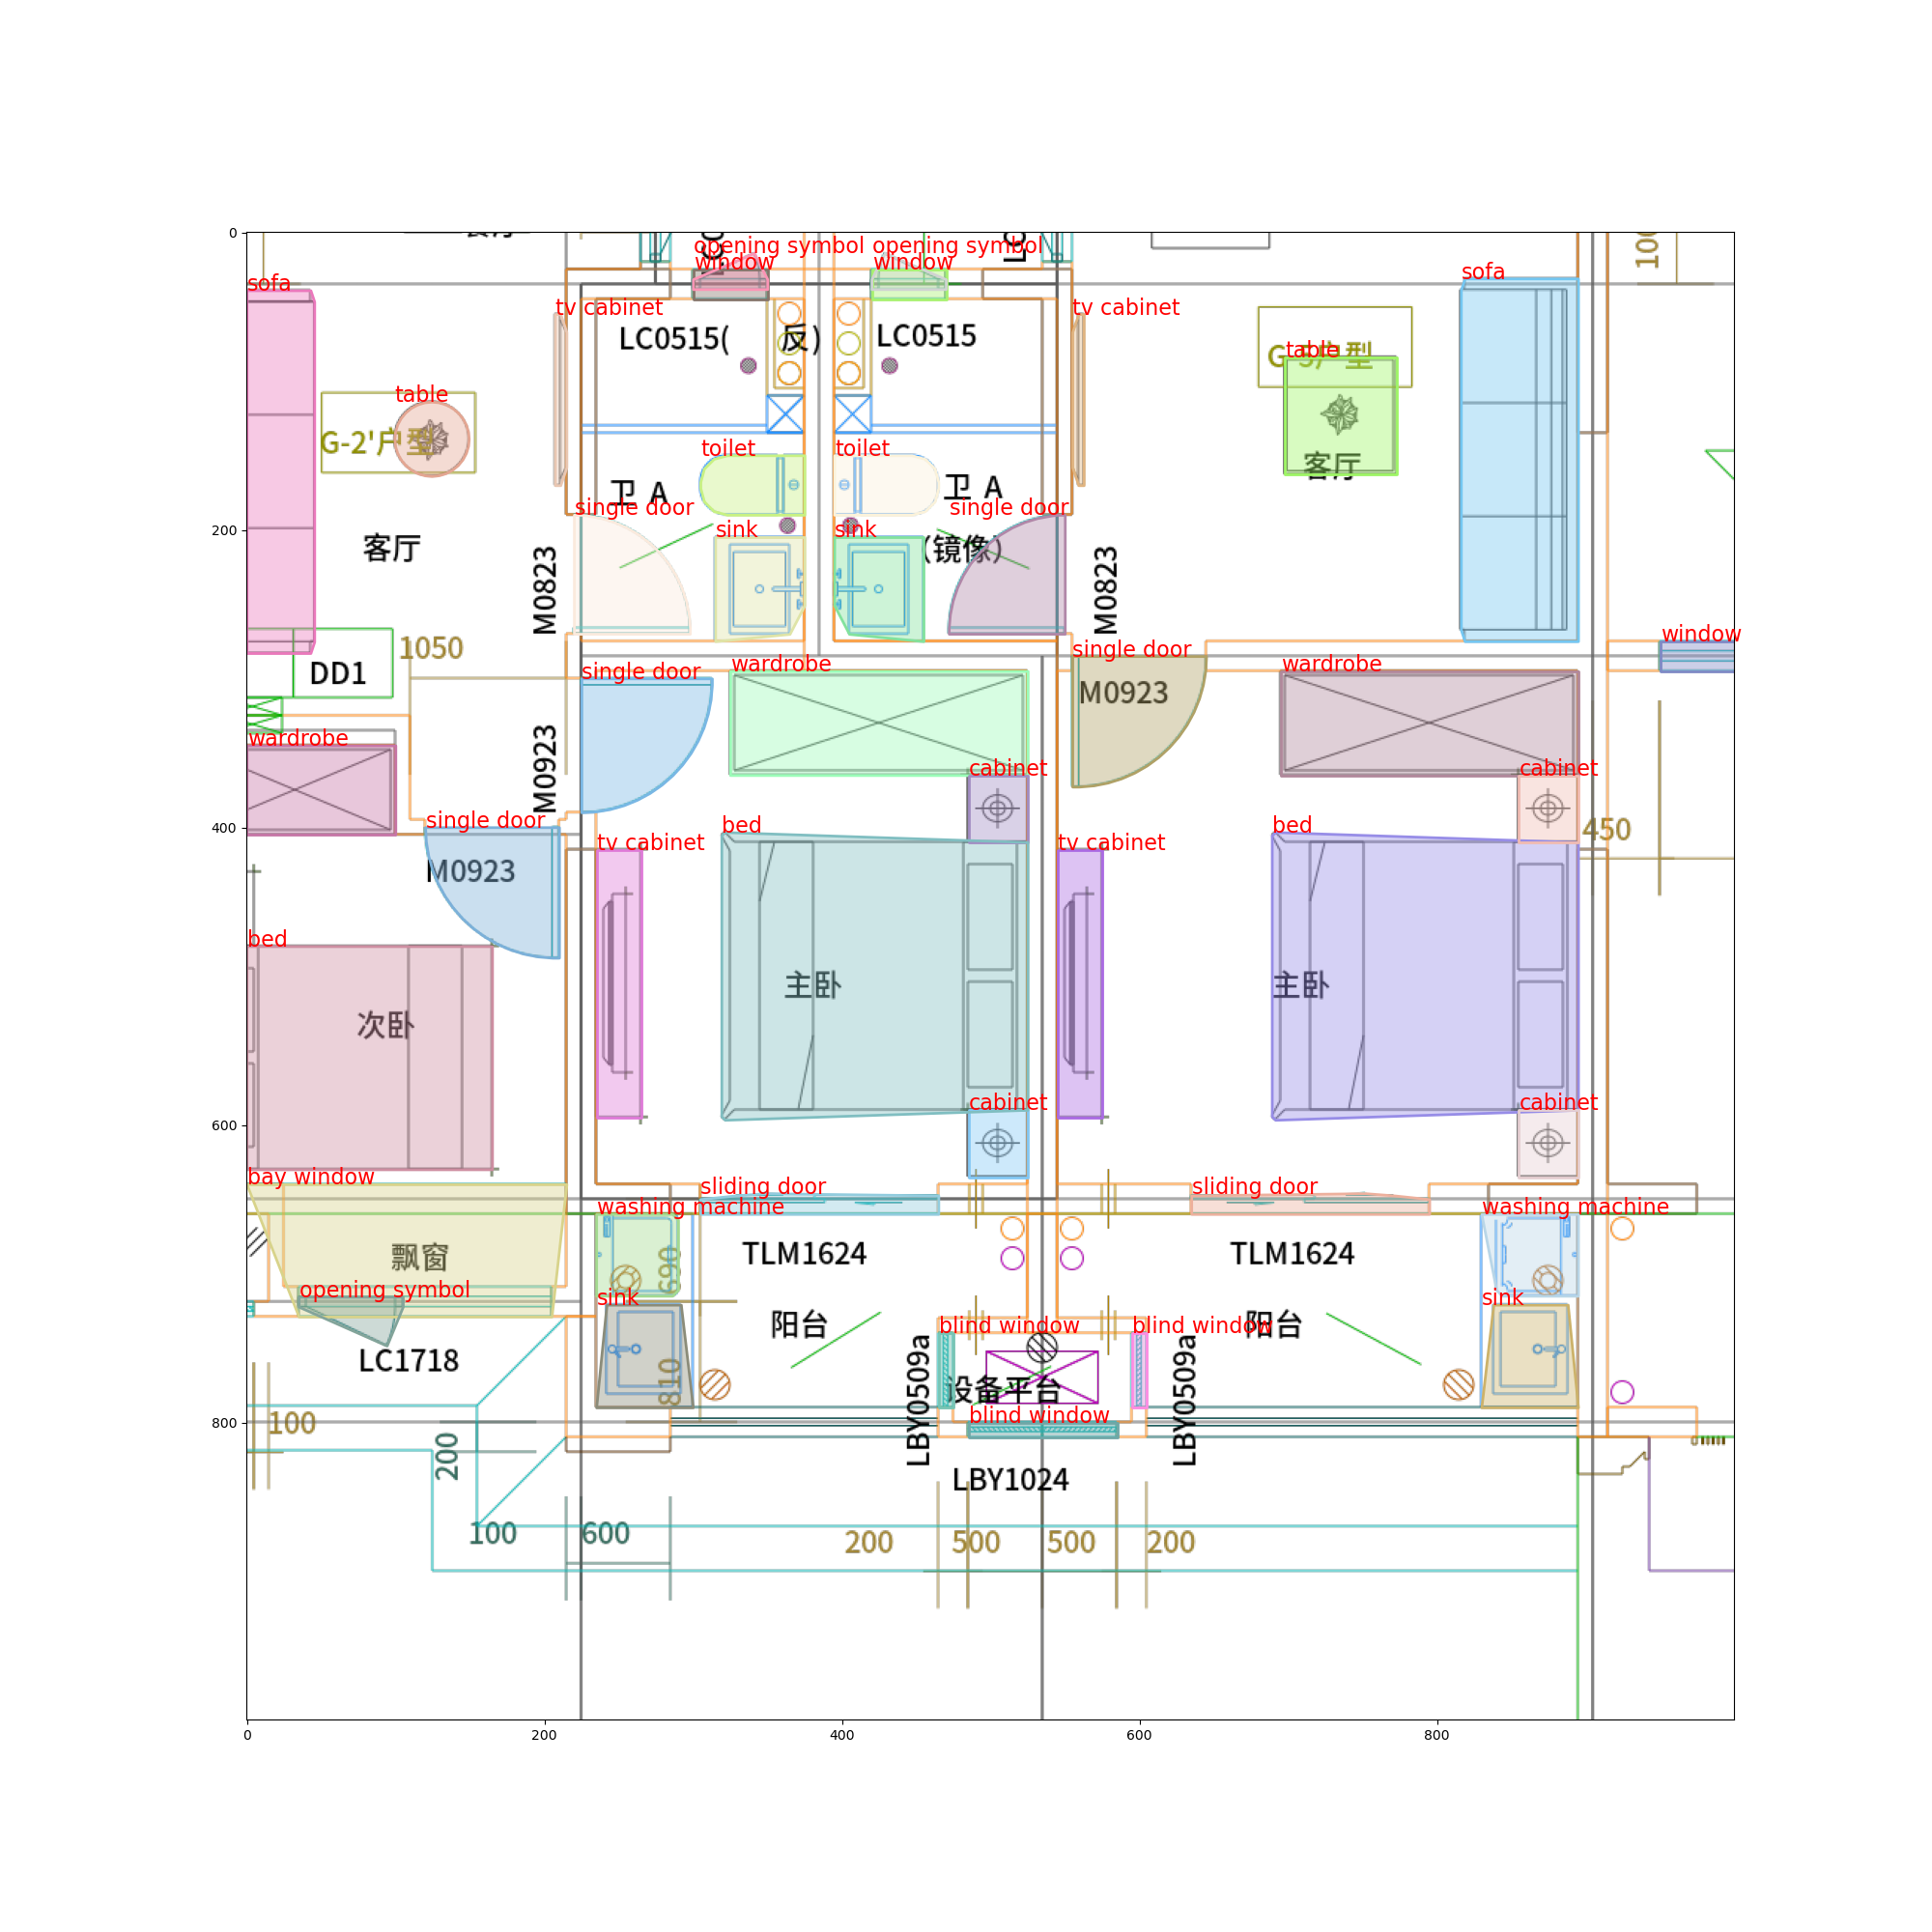 opening symbol
opening symbol
window
window
sofa
sofa
tv cabinet
tv cabinet
LC0515(
反)
LC0515
G-5户型
table
客厅
table
G-2'户型
toilet
toilet
卫 A
卫 A
single door
single door
sink
sink
(镜像)
客厅
M0823
M0823
1050
DD1
single door
single door
window
wardrobe
wardrobe
M0923
M0923
wardrobe
cabinet
cabinet
single door
M0923
bed
bed
450
tv cabinet
tv cabinet
bed
主卧
主卧
次卧
cabinet
cabinet
bay window
sliding door
sliding door
washing machine
washing machine
飘窗
690
TLM1624
TLM1624
opening symbol
sink
sink
阳台
阳台
blind window
blind window
LC1718
810
LBY0509a
设备平台
LBY0509a
blind window
100
200
LBY1024
100
600
200
500
500
200
0
200
400
600
800
0
200
400
600
800